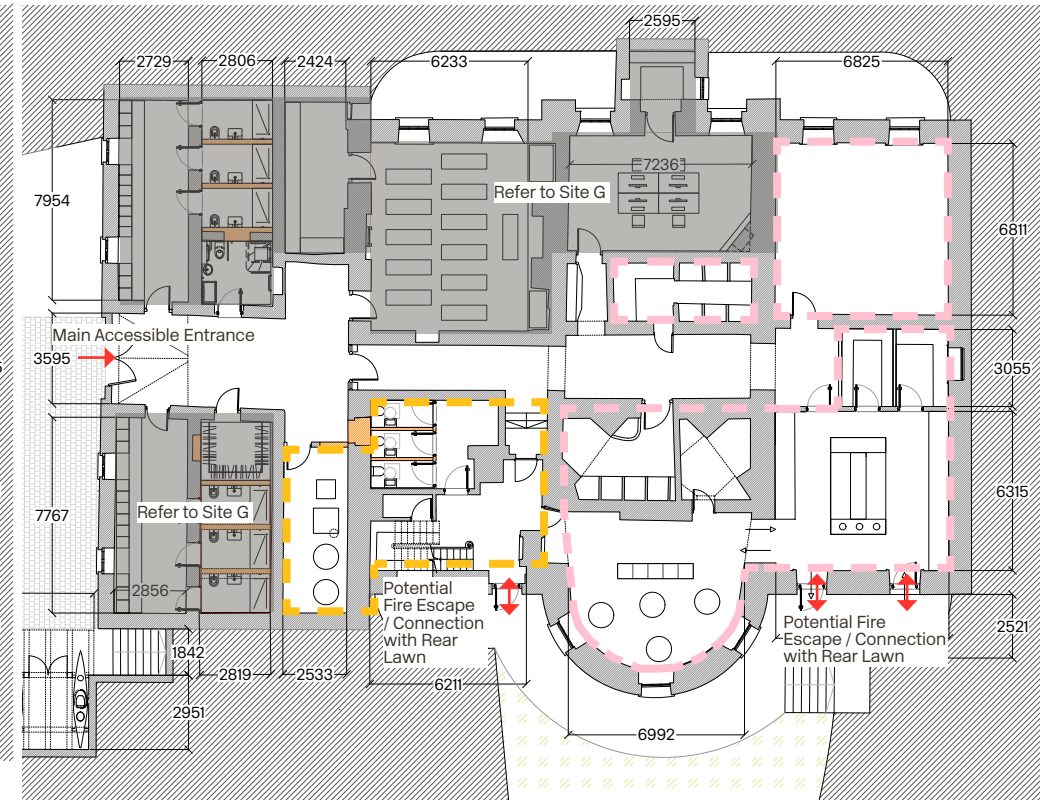 2595
2729
2806
2424
6233
6825
7236
Refer to Site G
7954
6811
Main Accessible Entrance
3595
3055
6315
7767
Refer to Site G
2856
Potential
Fire Escape
/ Connection
with Rear
Lawn
Potential Fire
Escape / Connection
with Rear Lawn
2521
1842
2819
2533
6211
2951
6992